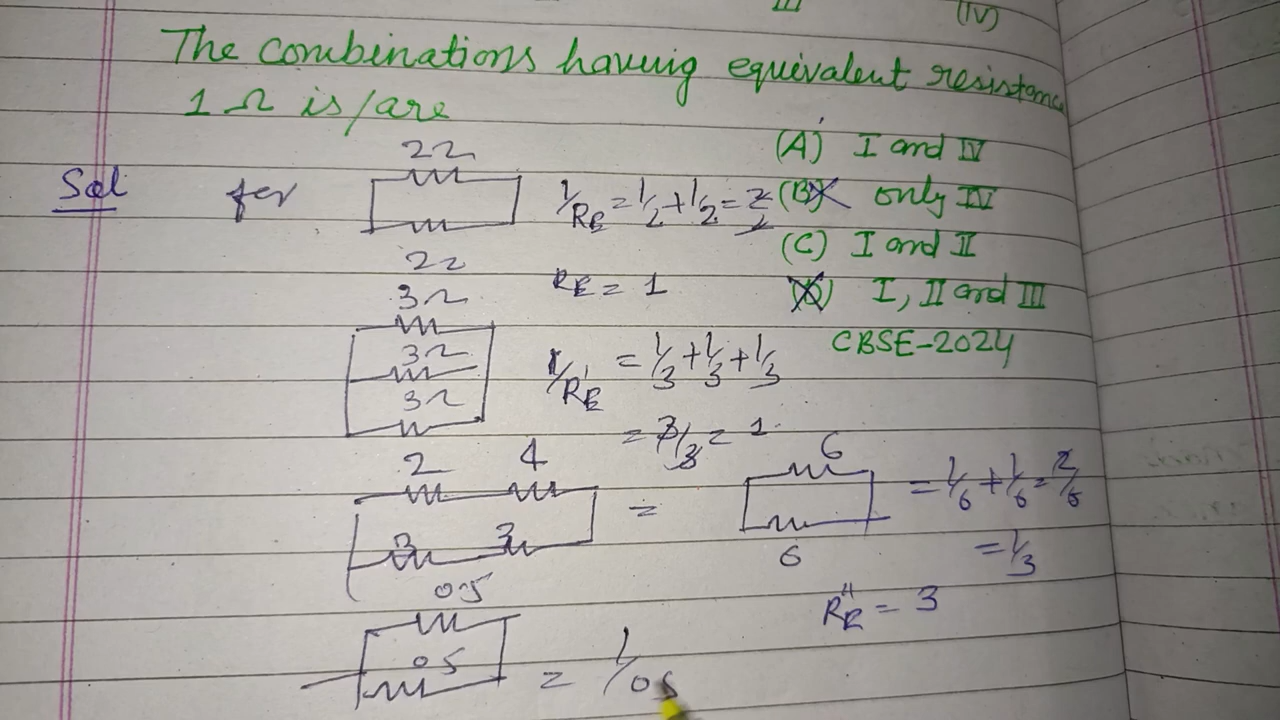 III (IV)
The combinations having equivalent resistance
1 Ω is/are
(A) I and IV
(B) only IV
(C) I and II
I, II and III
CBSE-2024
Sol for
2Ω
1/RE = 1/2 + 1/2 = 2/2
2Ω
RE = 1
3Ω
3Ω
3Ω
1/R'E = 1/3 + 1/3 + 1/3
= 3/3 = 1
2 4
3 3
=
6
6
= 1/6 + 1/6 = 2/6
= 1/3
R"E = 3
0.5
0.5
= 1/0.5